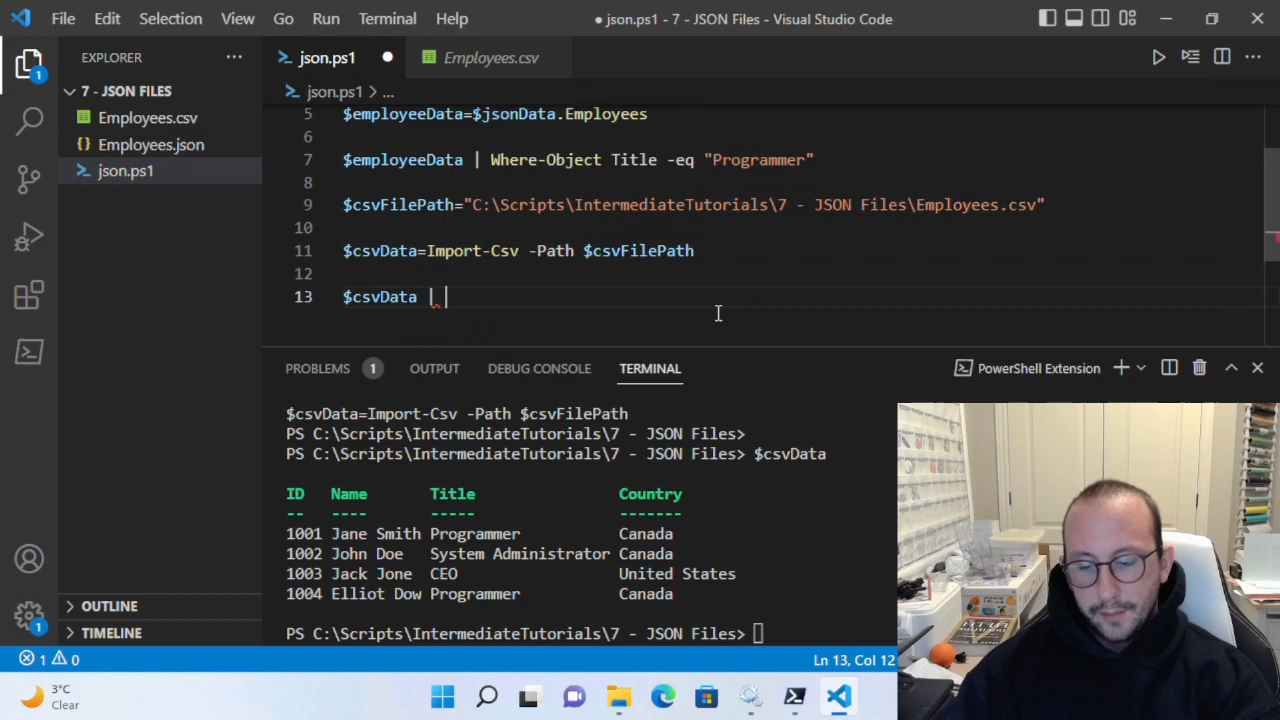 File Edit Selection View Go Run Terminal Help
● json.ps1 - 7 - JSON Files - Visual Studio Code
EXPLORER
json.ps1
Employees.csv
7 - JSON FILES
json.ps1 > ...
Employees.csv
Employees.json
json.ps1
5 $employeeData=$jsonData.Employees
6
7 $employeeData | Where-Object Title -eq "Programmer"
8
9 $csvFilePath="C:\Scripts\IntermediateTutorials\7 - JSON Files\Employees.csv"
10
11 $csvData=Import-Csv -Path $csvFilePath
12
13 $csvData |
PROBLEMS 1 OUTPUT DEBUG CONSOLE TERMINAL
PowerShell Extension
$csvData=Import-Csv -Path $csvFilePath
PS C:\Scripts\IntermediateTutorials\7 - JSON Files>
PS C:\Scripts\IntermediateTutorials\7 - JSON Files> $csvData
ID Name Title Country
-- ---- ----- -------
1001 Jane Smith Programmer Canada
1002 John Doe System Administrator Canada
1003 Jack Jone CEO United States
1004 Elliot Dow Programmer Canada
PS C:\Scripts\IntermediateTutorials\7 - JSON Files>
OUTLINE
TIMELINE
1
1
1 0
Ln 13, Col 12
3°C
Clear